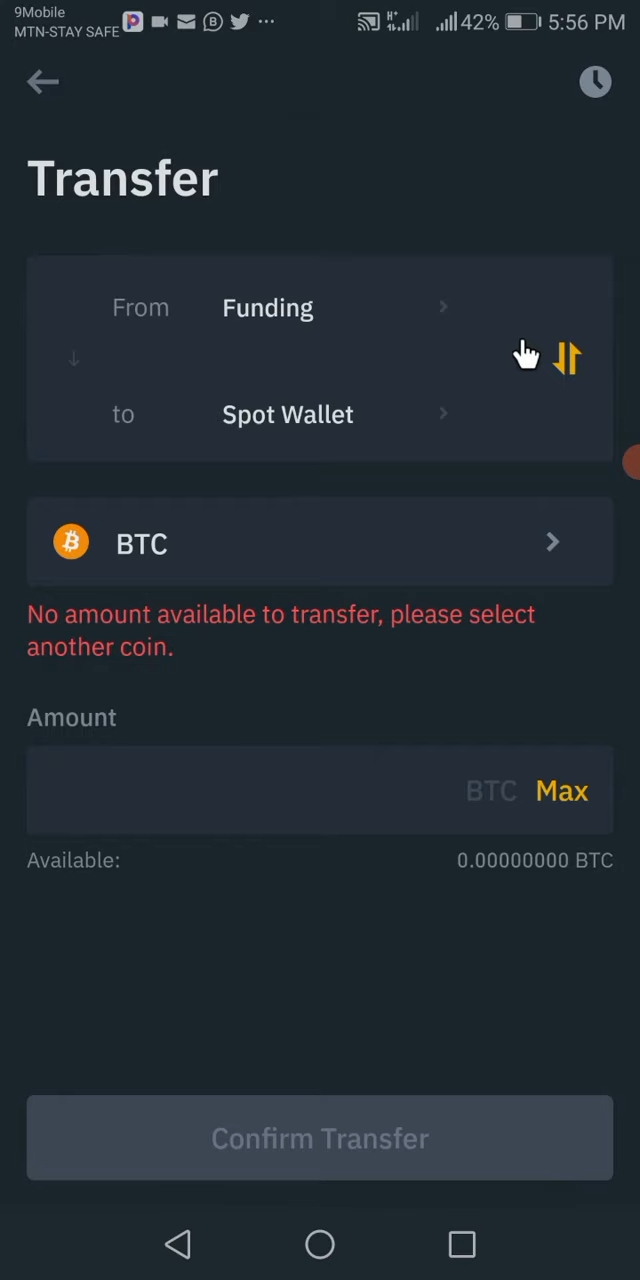 9Mobile
MTN-STAY SAFE
42% 5:56 PM
Transfer
From Funding
to Spot Wallet
BTC
No amount available to transfer, please select
another coin.
Amount
BTC Max
Available: 0.00000000 BTC
Confirm Transfer